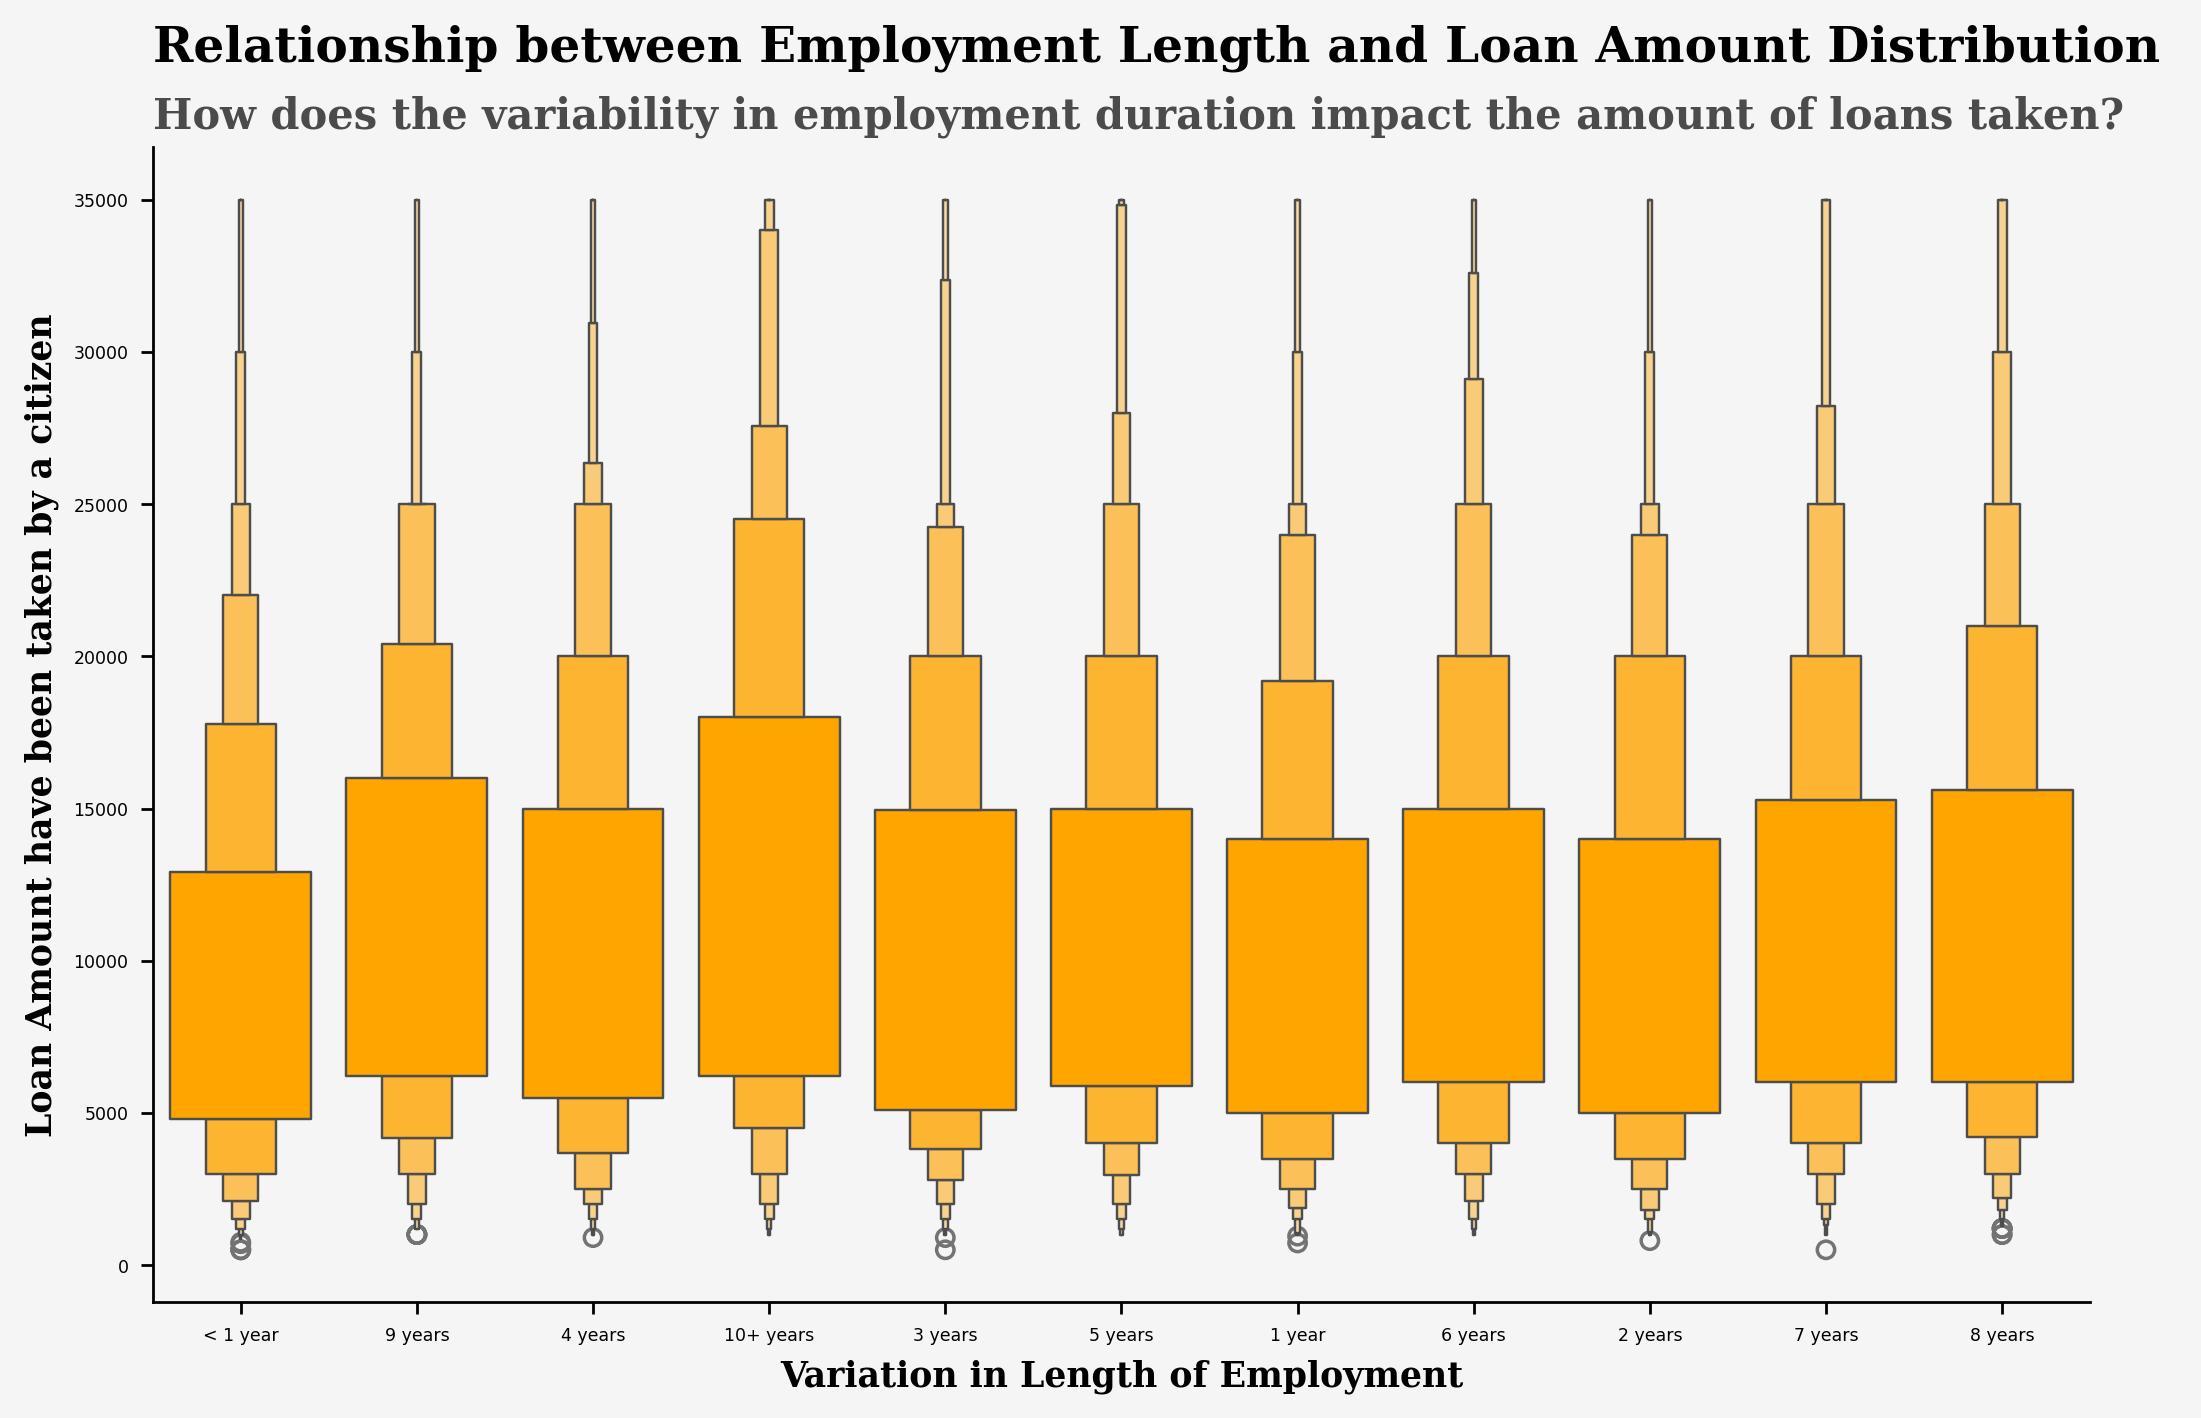 Relationship between Employment Length and Loan Amount Distribution
How does the variability in employment duration impact the amount of loans taken?
Loan Amount have been taken by a citizen
35000
30000
25000
20000
15000
10000
5000
0
< 1 year
9 years
4 years
10+ years
3 years
5 years
1 year
6 years
2 years
7 years
8 years
Variation in Length of Employment